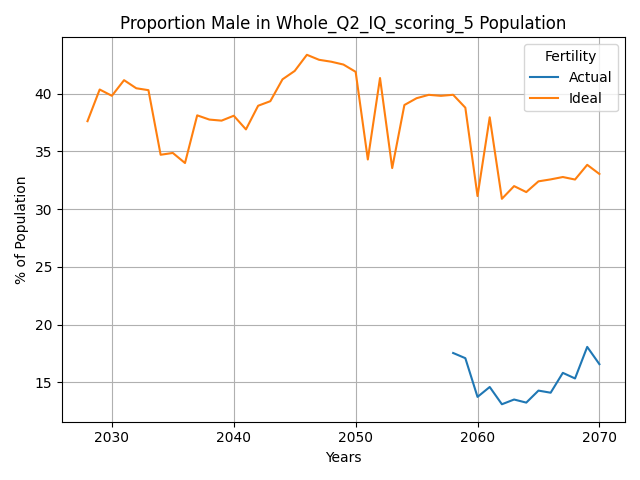 Proportion Male in Whole_Q2_IQ_scoring_5 Population
Fertility
Actual
Ideal
% of Population
40
35
30
25
20
15
2030
2040
2050
2060
2070
Years